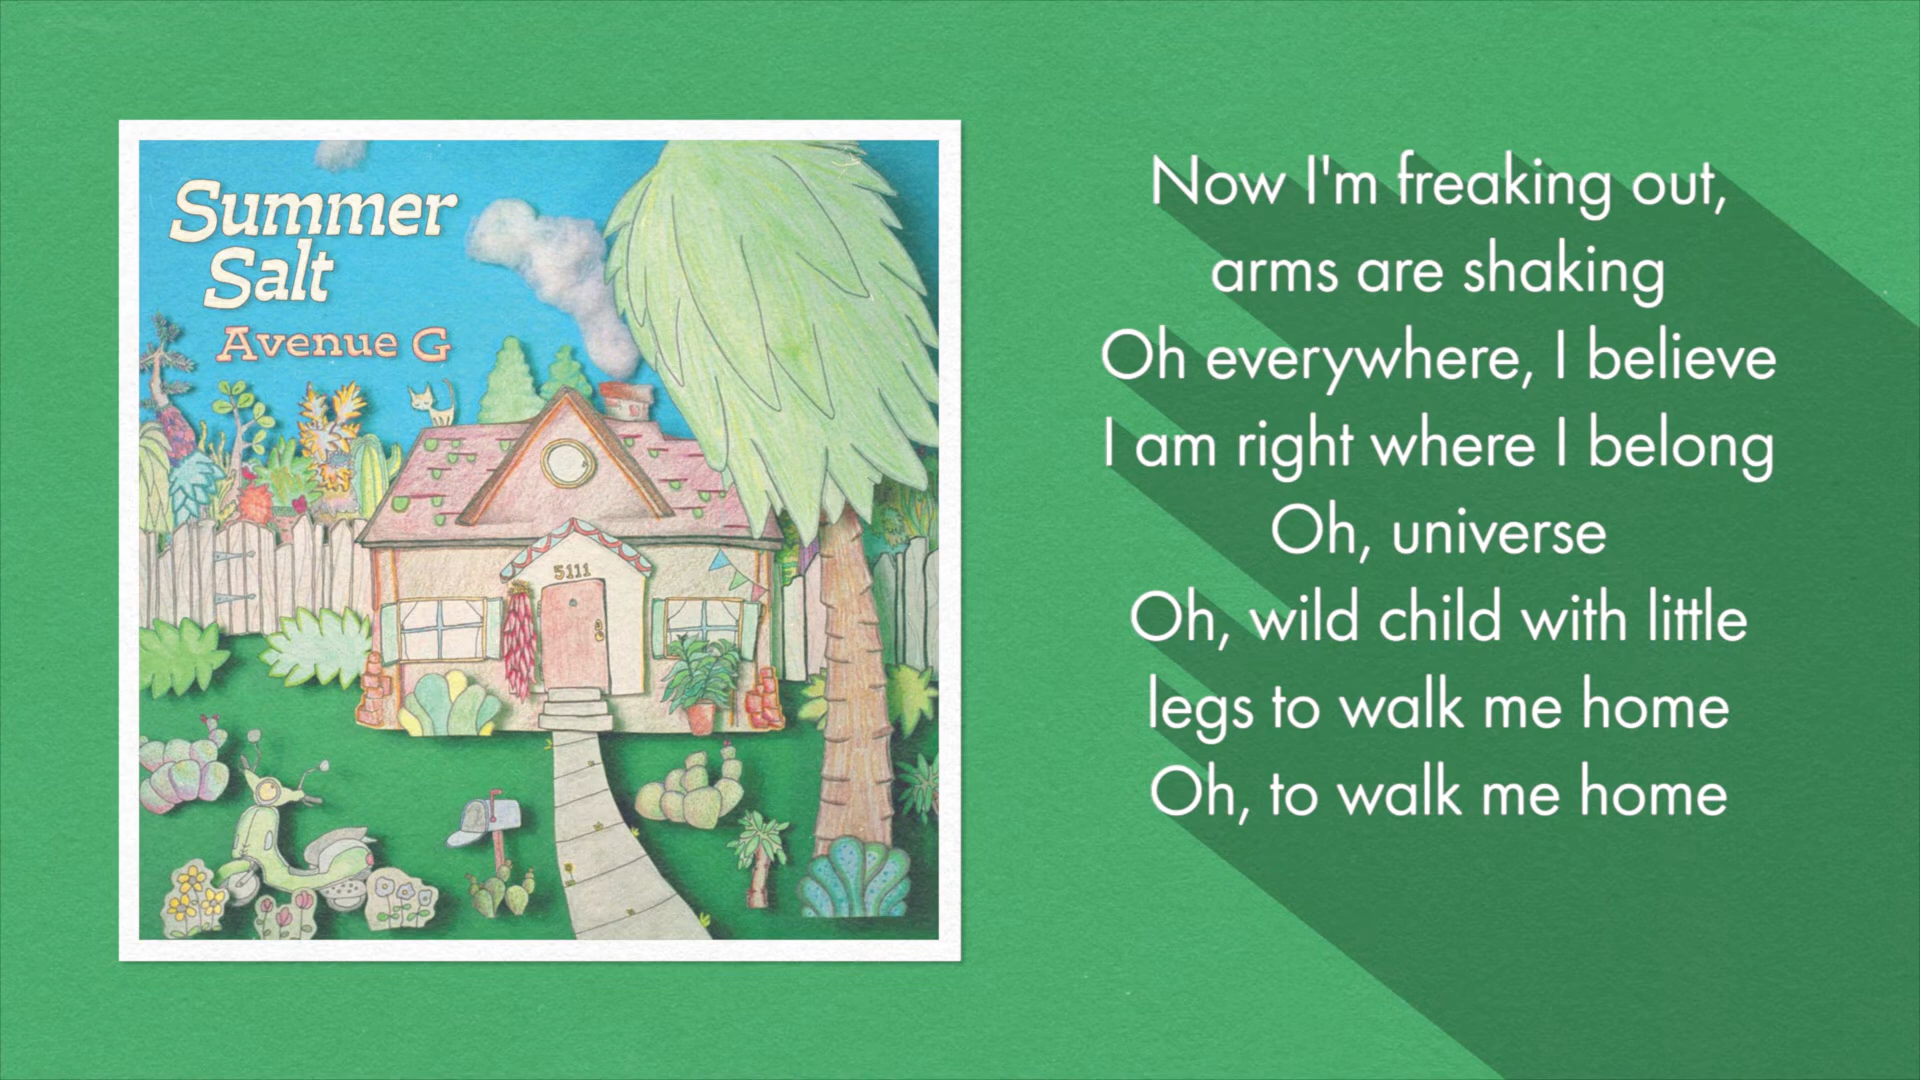 Summer
Salt
Avenue G
5111
Now I'm freaking out,
arms are shaking
Oh everywhere, I believe
I am right where I belong
Oh, universe
Oh, wild child with little
legs to walk me home
Oh, to walk me home